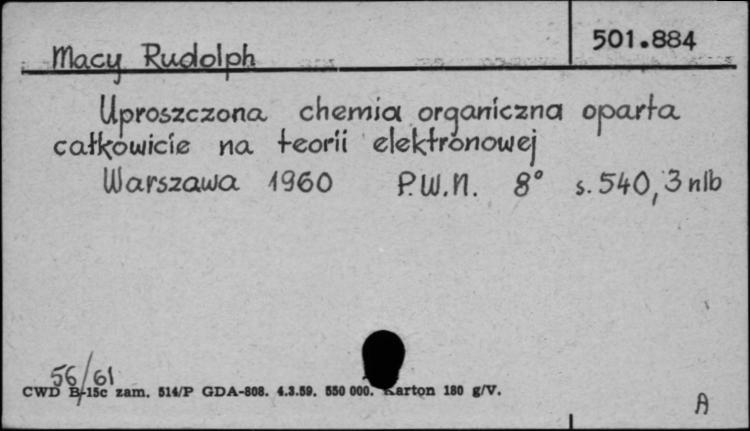 501.884
Macy Rudolph
Uproszczona chemia organiczna oparta
całkowicie na teorii elektronowej
Warszawa 1960 P.W.N. 8° s. 540, 3 nlb
56/61
CWD B-15c zam. 514/P GDA-808. 4.3.59. 550 000. Karton 180 g/V.
A